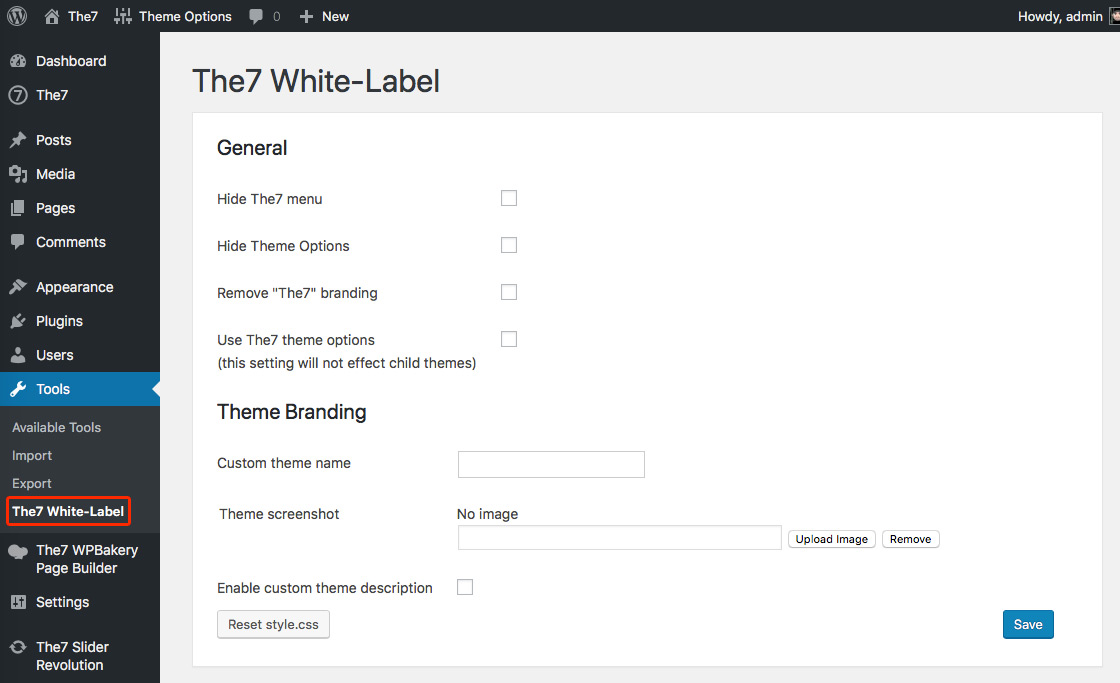 The7
Theme Options
0
New
Howdy, admin
Dashboard
7
The7
Posts
Media
Pages
Comments
Appearance
Plugins
Users
Tools
Available Tools
Import
Export
The7 White-Label
The7 WPBakery
Page Builder
Settings
The7 Slider
Revolution
The7 White-Label
General
Hide The7 menu
Hide Theme Options
Remove "The7" branding
Use The7 theme options
(this setting will not effect child themes)
Theme Branding
Custom theme name
Theme screenshot
No image
Upload Image
Remove
Enable custom theme description
Reset style.css
Save